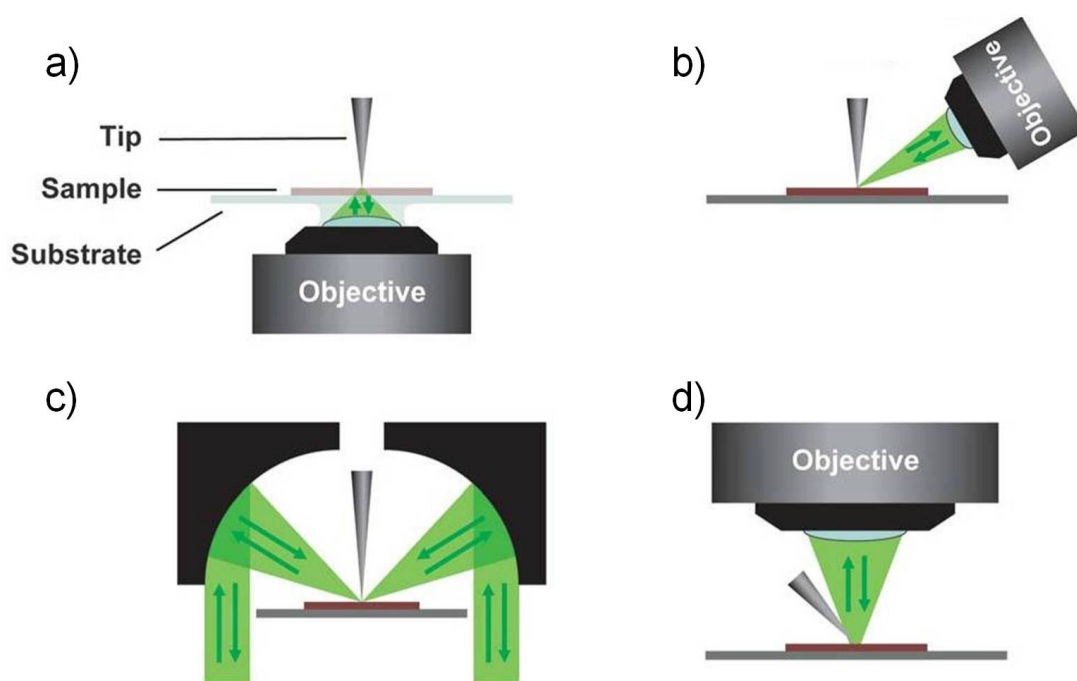 a)
Tip
Sample
Substrate
Objective
b)
Objective
c)
d)
Objective